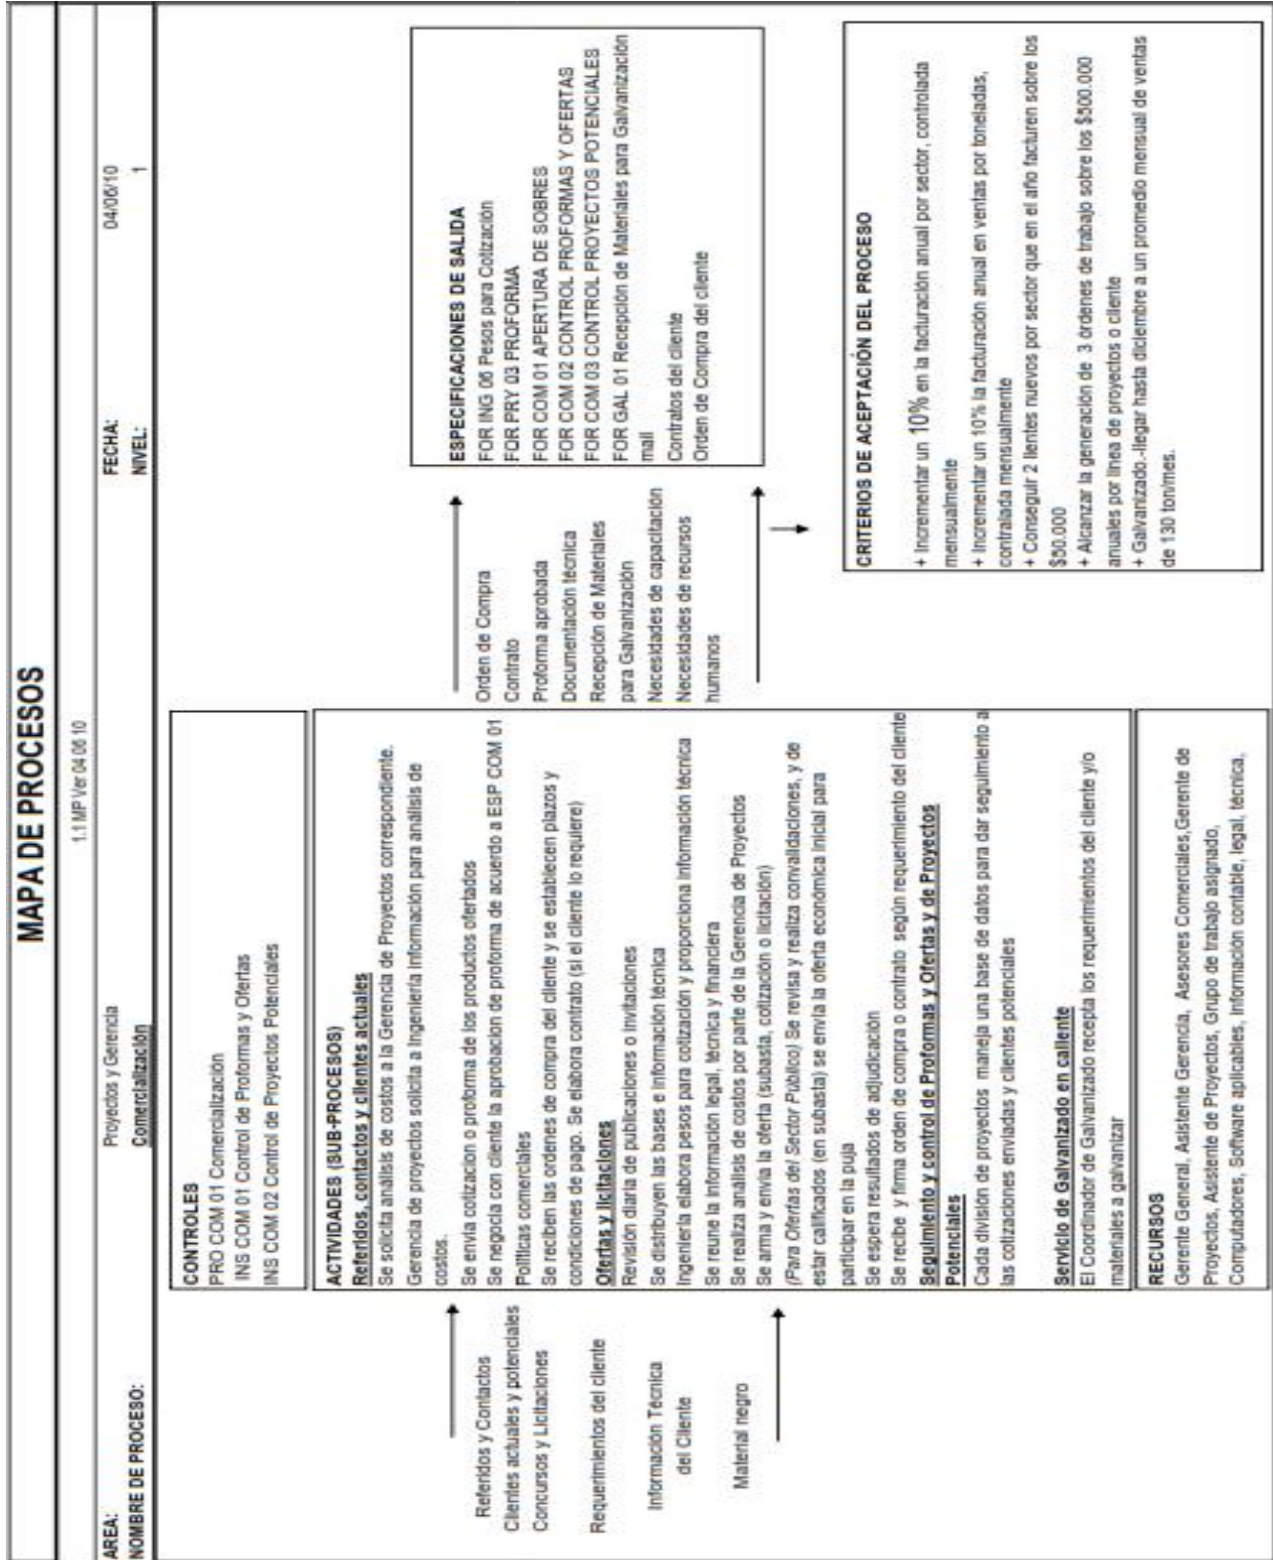 MAPA DE PROCESOS
1.1 MP Ver 04 06 10
AREA: Proyectos y Gerencia FECHA: 04/06/10
NOMBRE DE PROCESO: Comercialización NIVEL: 1
CONTROLES
PRO COM 01 Comercialización
INS COM 01 Control de Proformas y Ofertas
INS COM 02 Control de Proyectos Potenciales
Referidos y Contactos
Clientes actuales y potenciales
Concursos y Licitaciones
Requerimientos del cliente
Información Técnica
del Cliente
Material negro
ACTIVIDADES (SUB-PROCESOS)
Referidos, contactos y clientes actuales
Se solicita análisis de costos a la Gerencia de Proyectos correspondiente.
Gerencia de proyectos solicita a Ingeniería información para análisis de
costos.
Se envia cotizacion o proforma de los productos ofertados
Se negocia con cliente la aprobacion de proforma de acuerdo a ESP COM 01
Políticas comerciales
Se reciben las ordenes de compra del cliente y se establecen plazos y
condiciones de pago. Se elabora contrato (si el cliente lo requiere)
Ofertas y licitaciones
Revisión diaria de publicaciones o invitaciones
Se distribuyen las bases e información técnica
Ingeniería elabora pesos para cotización y proporciona información técnica
Se reune la información legal, técnica y financiera
Se realiza análisis de costos por parte de la Gerencia de Proyectos
Se arma y envia la oferta (subasta, cotización o licitación)
(Para Ofertas del Sector Público) Se revisa y realiza convalidaciones, y de
estar calificados (en subasta) se envía la oferta económica inicial para
participar en la puja
Se espera resultados de adjudicación
Se recibe y firma orden de compra o contrato según requerimiento del cliente
Seguimiento y control de Proformas y Ofertas y de Proyectos
Potenciales
Cada división de proyectos maneja una base de datos para dar seguimiento a
las cotizaciones enviadas y clientes potenciales
Servicio de Galvanizado en caliente
El Coordinador de Galvanizado recepta los requerimientos del cliente y/o
materiales a galvanizar
RECURSOS
Gerente General, Asistente Gerencia, Asesores Comerciales,Gerente de
Proyectos, Asistente de Proyectos, Grupo de trabajo asignado,
Computadores, Software aplicables, Información contable, legal, técnica,
Orden de Compra
Contrato
Proforma aprobada
Documentación técnica
Recepción de Materiales
para Galvanización
Necesidades de capacitación
Necesidades de recursos
humanos
ESPECIFICACIONES DE SALIDA
FOR ING 06 Pesos para Cotización
FOR PRY 03 PROFORMA
FOR COM 01 APERTURA DE SOBRES
FOR COM 02 CONTROL PROFORMAS Y OFERTAS
FOR COM 03 CONTROL PROYECTOS POTENCIALES
FOR GAL 01 Recepción de Materiales para Galvanización
mail
Contratos del cliente
Orden de Compra del cliente
CRITERIOS DE ACEPTACIÓN DEL PROCESO
+ Incrementar un 10% en la facturación anual por sector, controlada
mensualmente
+ Incrementar un 10% la facturación anual en ventas por toneladas,
contralada mensualmente
+ Conseguir 2 llentes nuevos por sector que en el año facturen sobre los
$50.000
+ Alcanzar la generación de 3 órdenes de trabajo sobre los $500.000
anuales por línea de proyectos o cliente
+ Galvanizado.-llegar hasta diciembre a un promedio mensual de ventas
de 130 ton/mes.